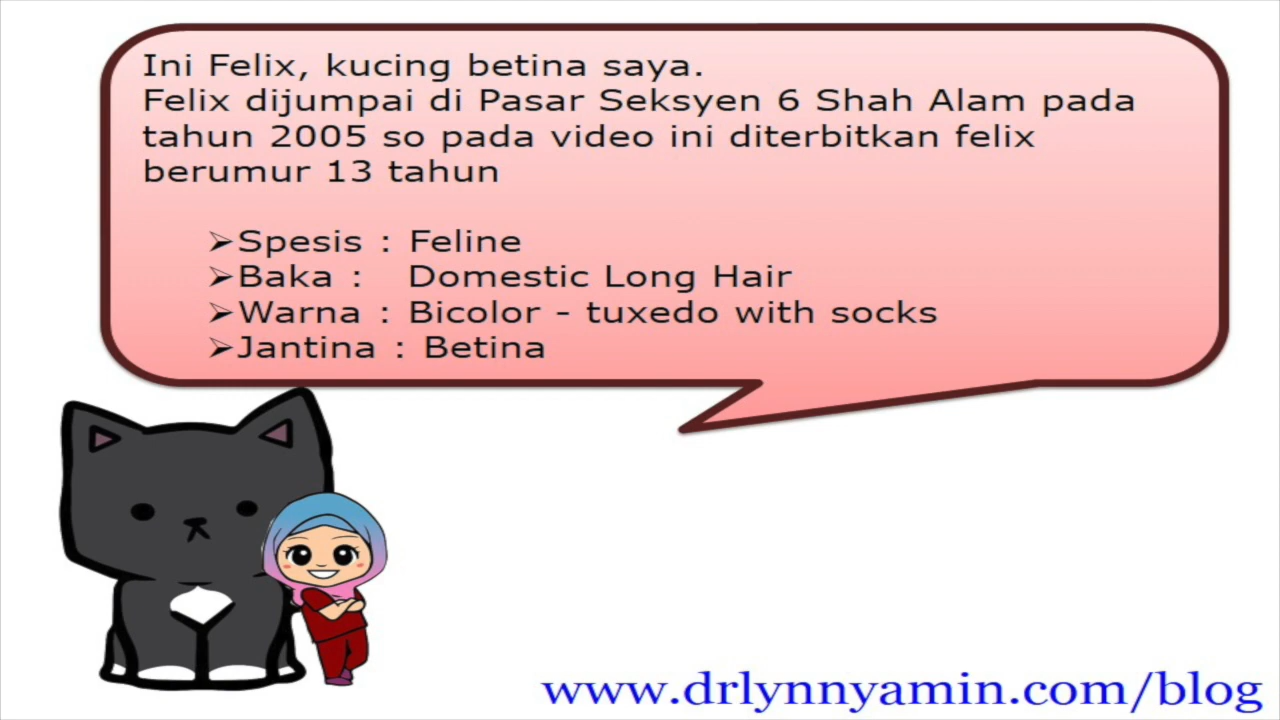 Ini Felix, kucing betina saya.
Felix dijumpai di Pasar Seksyen 6 Shah Alam pada
tahun 2005 so pada video ini diterbitkan felix
berumur 13 tahun
➢Spesis : Feline
➢Baka : Domestic Long Hair
➢Warna : Bicolor - tuxedo with socks
➢Jantina : Betina
www.drlynnyamin.com/blog